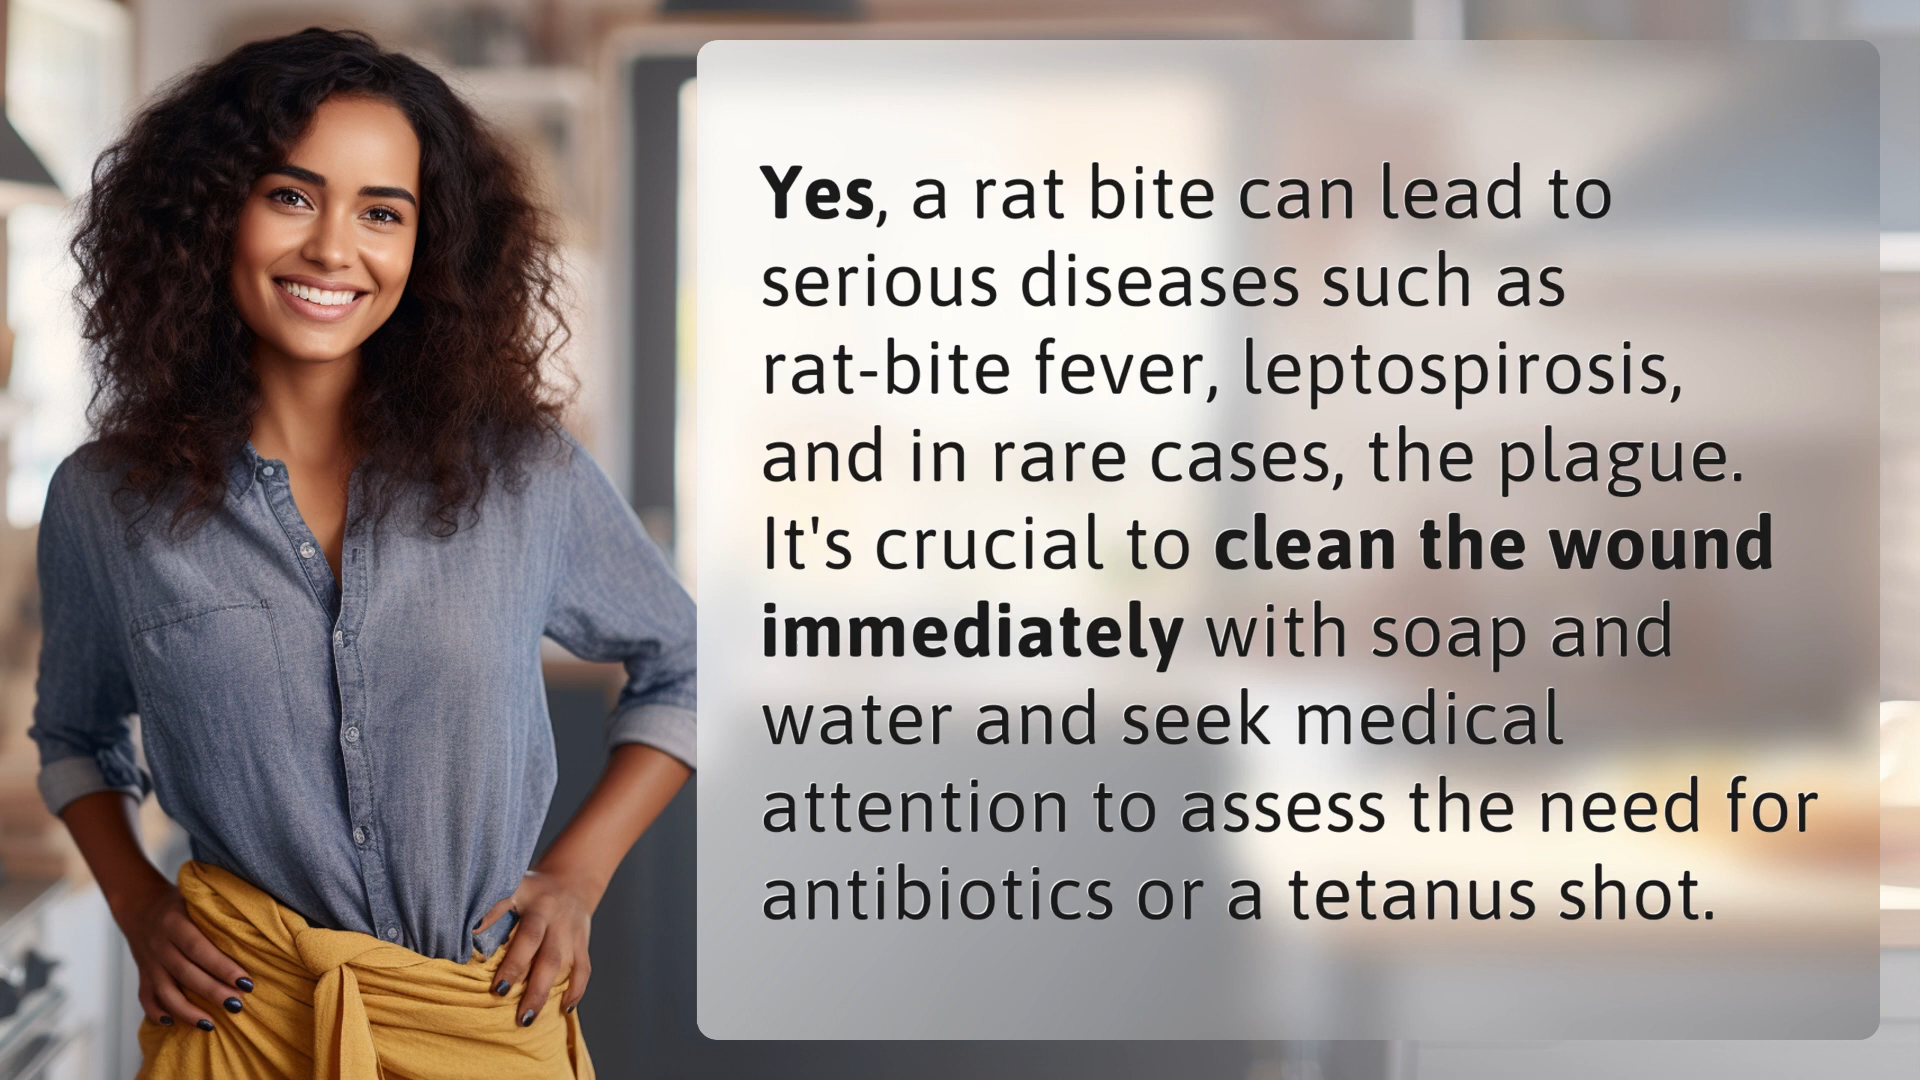 Yes, a rat bite can lead to
serious diseases such as
rat-bite fever, leptospirosis,
and in rare cases, the plague.
It's crucial to clean the wound
immediately with soap and
water and seek medical
attention to assess the need for
antibiotics or a tetanus shot.